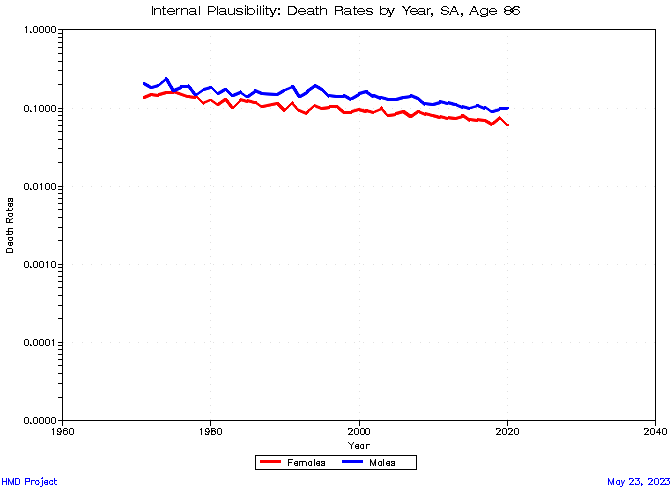 Internal Plausibility: Death Rates by Year, SA, Age 86
1.0000
0.1000
0.0100
0.0010
0.0001
0.0000
Death Rates
1960
1980
2000
2020
2040
Year
Females
Males
HMD Project
May 23, 2023